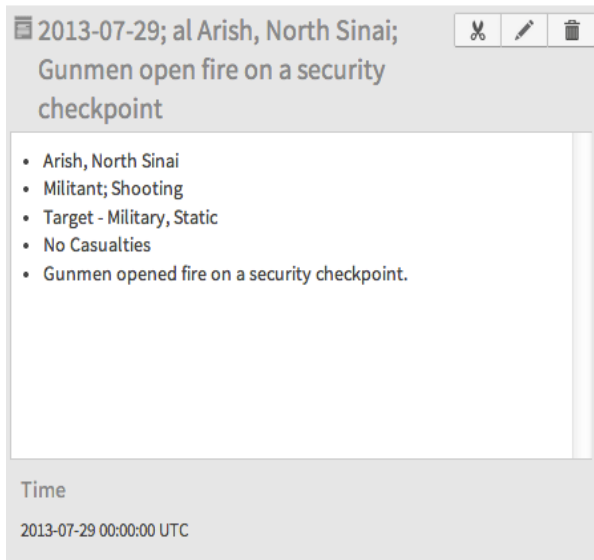 2013-07-29; al Arish, North Sinai;
Gunmen open fire on a security
checkpoint
• Arish, North Sinai
• Militant; Shooting
• Target - Military, Static
• No Casualties
• Gunmen opened fire on a security checkpoint.
Time
2013-07-29 00:00:00 UTC